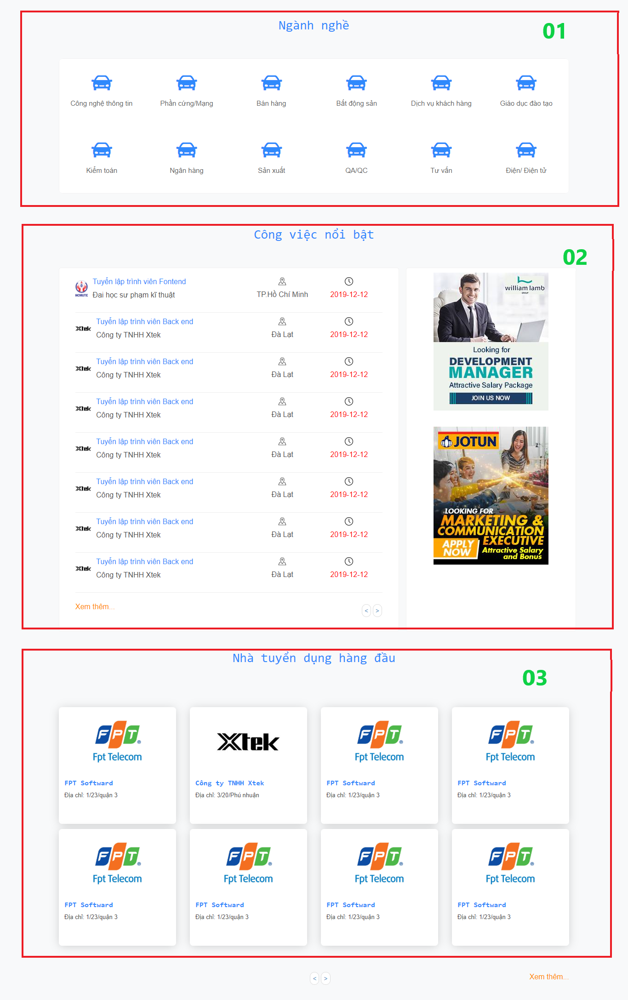 Ngành nghề
01
Công nghệ thông tin
Phần cứng/Mạng
Bán hàng
Bất động sản
Dịch vụ khách hàng
Giáo dục đào tạo
Kiểm toán
Ngân hàng
Sản xuất
QA/QC
Tư vấn
Điện/ Điện tử
Công việc nổi bật
02
HCMUTE
Tuyển lập trình viên Fontend
Đai học sư phạm kĩ thuật
TP.Hồ Chí Minh
2019-12-12
Xtek
Tuyển lập trình viên Back end
Công ty TNHH Xtek
Đà Lạt
2019-12-12
Xtek
Tuyển lập trình viên Back end
Công ty TNHH Xtek
Đà Lạt
2019-12-12
Xtek
Tuyển lập trình viên Back end
Công ty TNHH Xtek
Đà Lạt
2019-12-12
Xtek
Tuyển lập trình viên Back end
Công ty TNHH Xtek
Đà Lạt
2019-12-12
Xtek
Tuyển lập trình viên Back end
Công ty TNHH Xtek
Đà Lạt
2019-12-12
Xtek
Tuyển lập trình viên Back end
Công ty TNHH Xtek
Đà Lạt
2019-12-12
Xtek
Tuyển lập trình viên Back end
Công ty TNHH Xtek
Đà Lạt
2019-12-12
Xem thêm...
< >
william lamb
GROUP
Looking for
DEVELOPMENT
MANAGER
Attractive Salary Package
JOIN US NOW
JOTUN
LOOKING FOR
MARKETING &
COMMUNICATION
EXECUTIVE
APPLY
NOW
Attractive Salary
and Bonus
Nhà tuyển dụng hàng đầu
03
FPT®
Fpt Telecom
FPT Softward
Địa chỉ: 1/23/quận 3
Xtek
Công ty TNHH Xtek
Địa chỉ: 3/20/Phú nhuận
FPT®
Fpt Telecom
FPT Softward
Địa chỉ: 1/23/quận 3
FPT®
Fpt Telecom
FPT Softward
Địa chỉ: 1/23/quận 3
FPT®
Fpt Telecom
FPT Softward
Địa chỉ: 1/23/quận 3
FPT®
Fpt Telecom
FPT Softward
Địa chỉ: 1/23/quận 3
FPT®
Fpt Telecom
FPT Softward
Địa chỉ: 1/23/quận 3
FPT®
Fpt Telecom
FPT Softward
Địa chỉ: 1/23/quận 3
< >
Xem thêm...